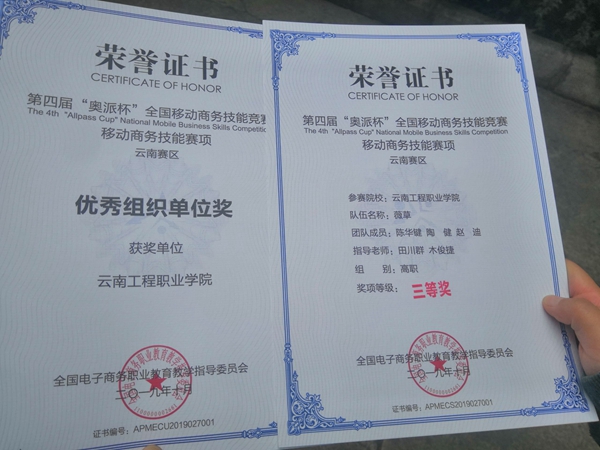 荣誉证书
CERTIFICATE OF HONOR
第四届“奥派杯”全国移动商务技能竞赛
The 4th "Allpass Cup" National Mobile Business Skills Competition
移动商务技能赛项
云南赛区
优秀组织单位奖
获奖单位
云南工程职业学院
全国电子商务职业教育教学指导委员会
二〇一九年十月
证书编号：APMECU2019027001
荣誉证书
CERTIFICATE OF HONOR
第四届“奥派杯”全国移动商务技能竞赛
The 4th "Allpass Cup" National Mobile Business Skills Competition
移动商务技能赛项
云南赛区
参赛院校：云南工程职业学院
队伍名称：薇草
团队成员：陈华键 陶 健 赵 迪
指导老师：田川群 木俊捷
组 别：高职
奖项等级：三等奖
全国电子商务职业教育教学指导委员会
二〇一九年十月
证书编号：APMECS2019027001